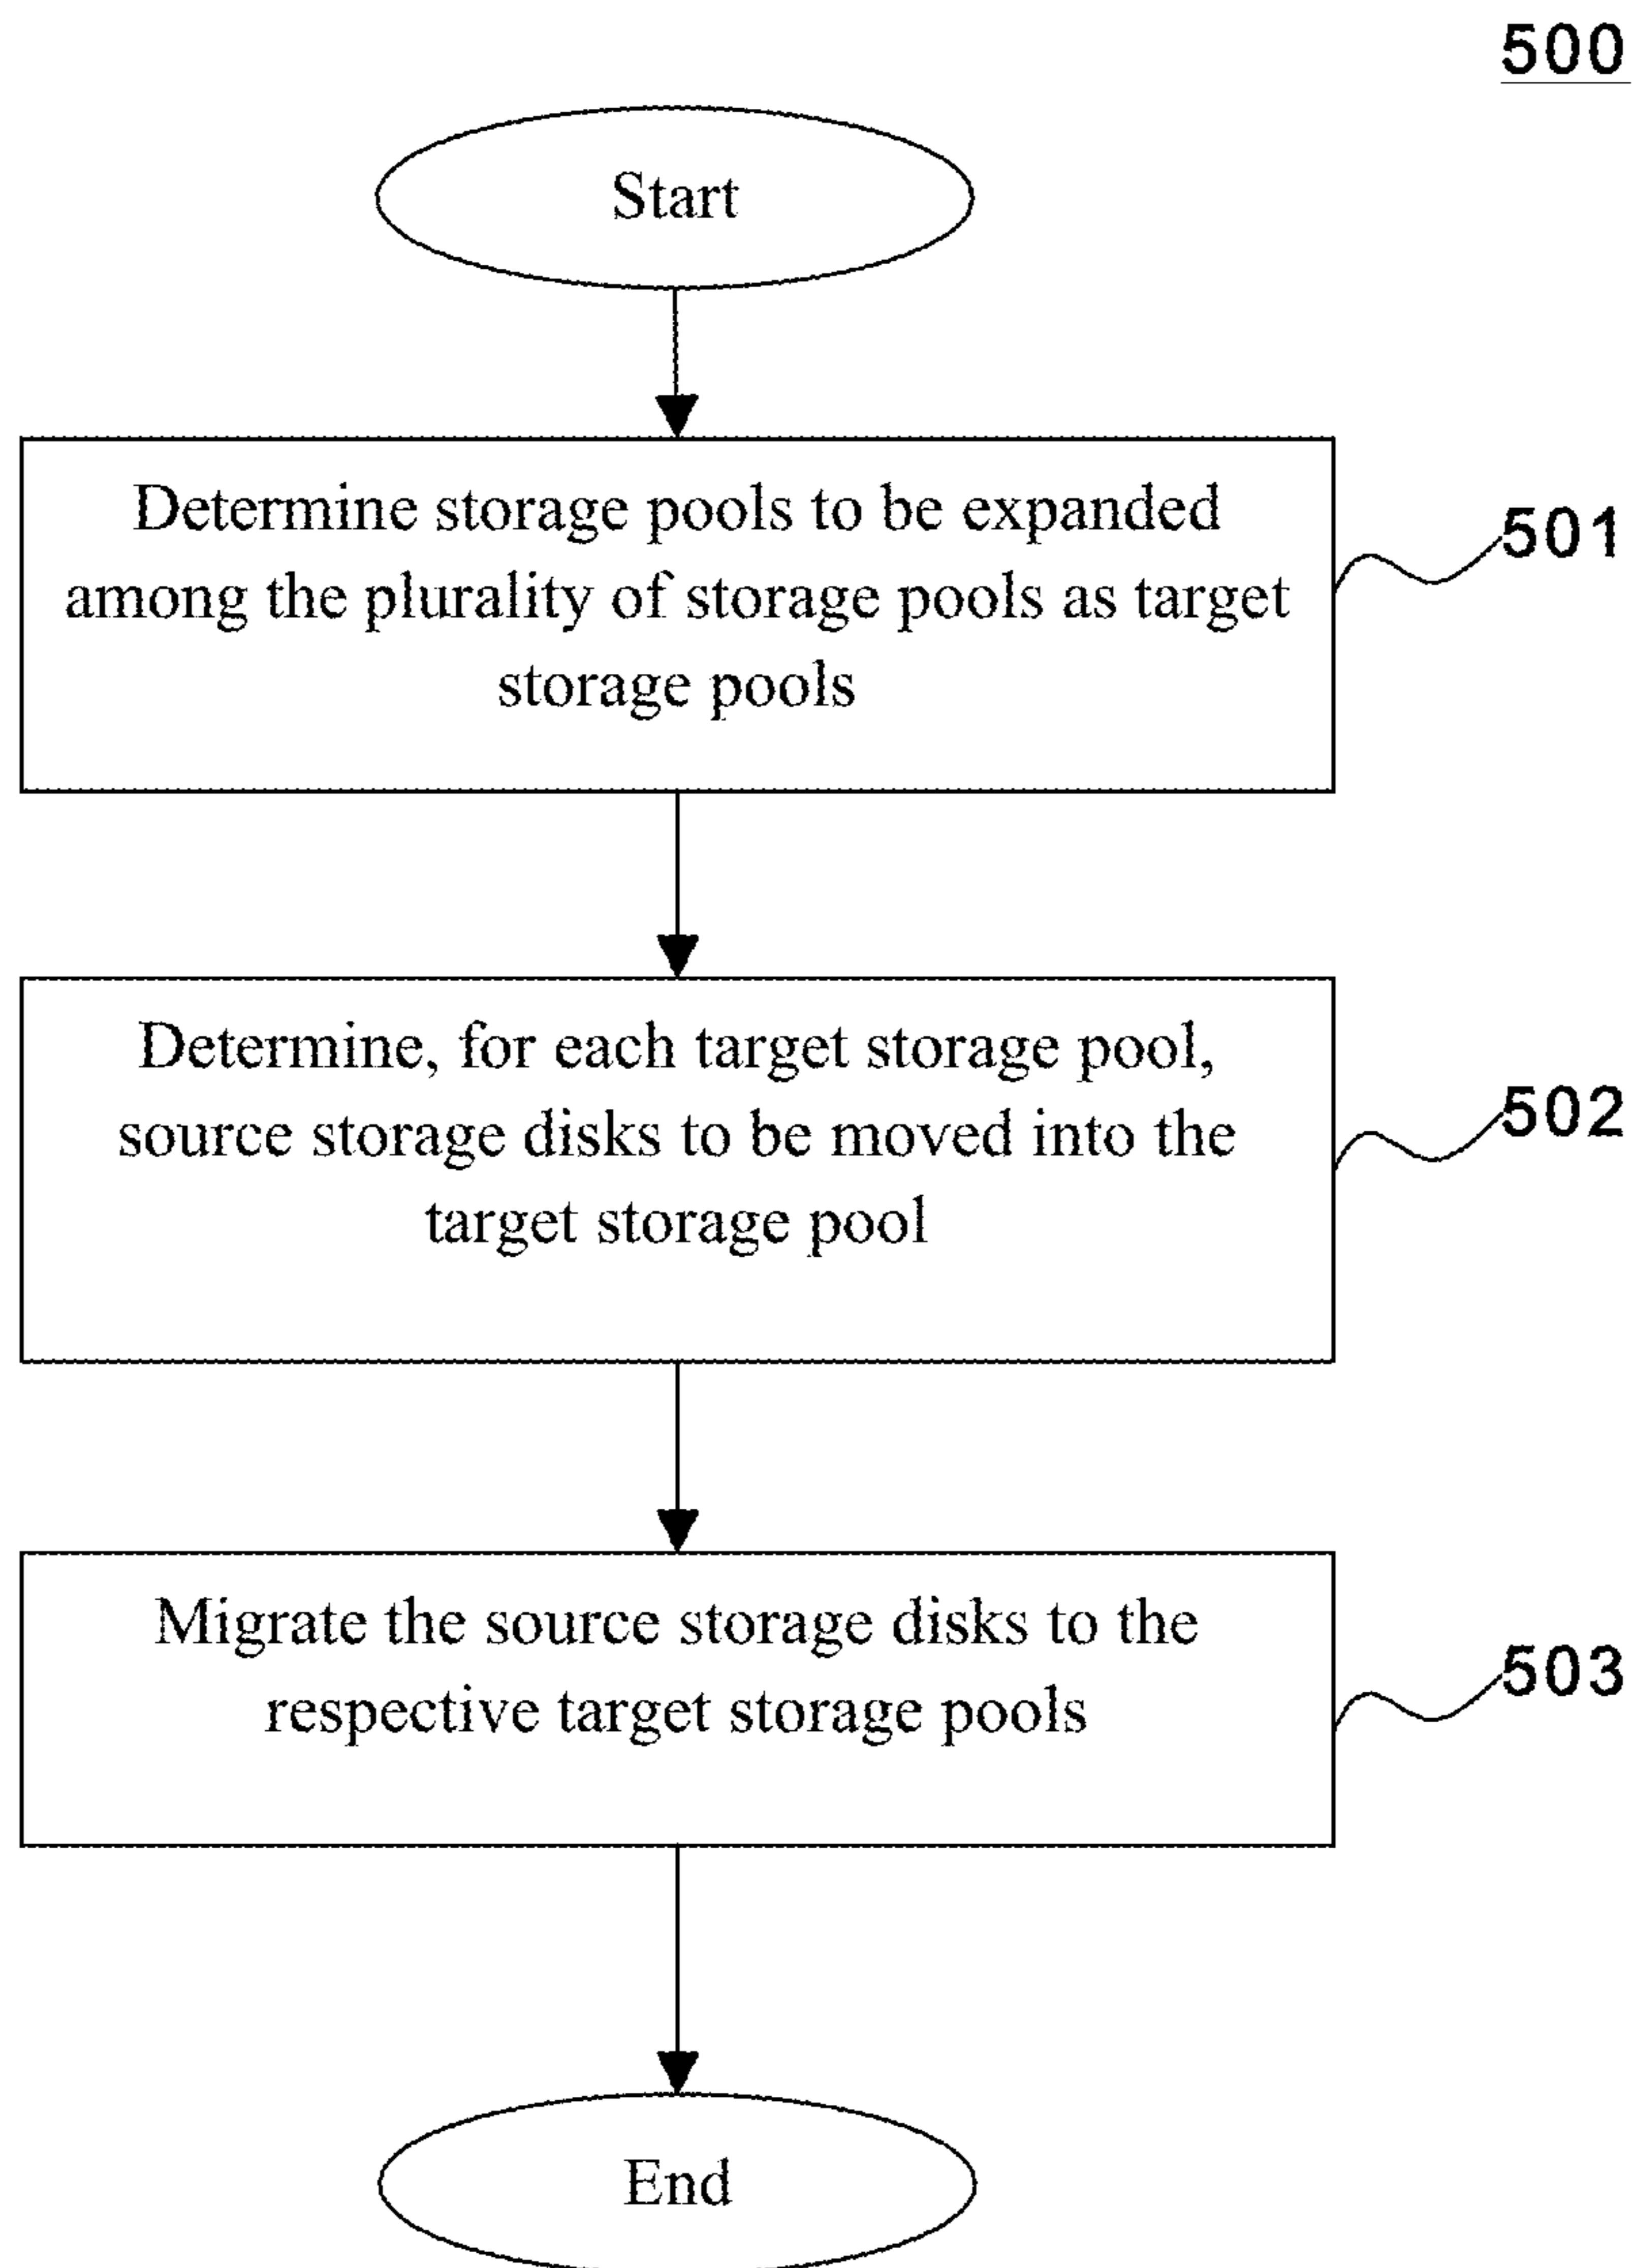 500
Start
Determine storage pools to be expanded
among the plurality of storage pools as target
storage pools
501
Determine, for each target storage pool,
source storage disks to be moved into the
target storage pool
502
Migrate the source storage disks to the
respective target storage pools
503
End